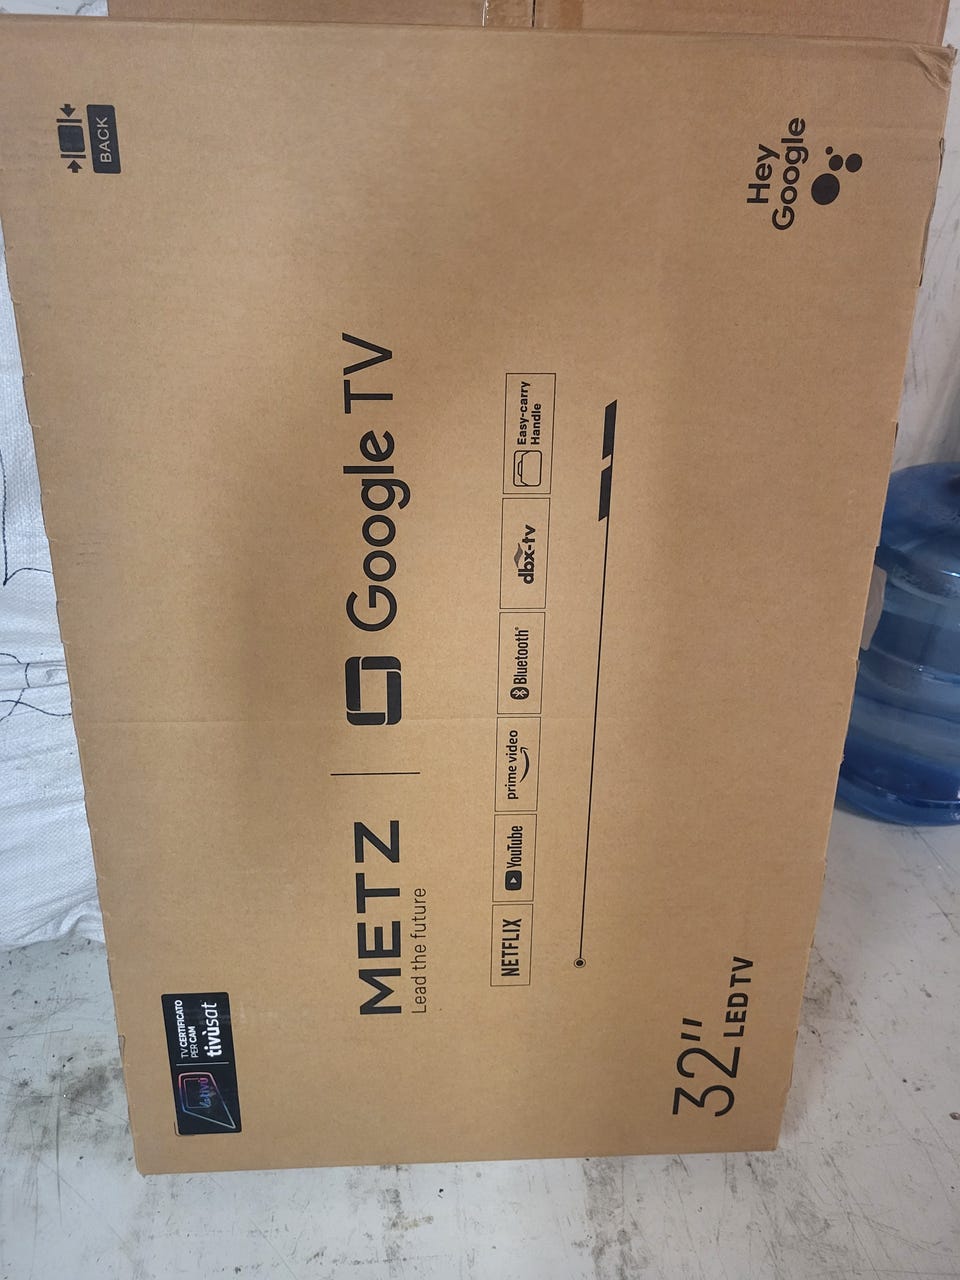 lativù
TV CERTIFICATO
PER CAM
tivùsat
BACK
METZ
Lead the future
Google TV
NETFLIX
YouTube
prime video
Bluetooth®
dbx-tv
Easy-carry
Handle
32"
LED TV
Hey
Google